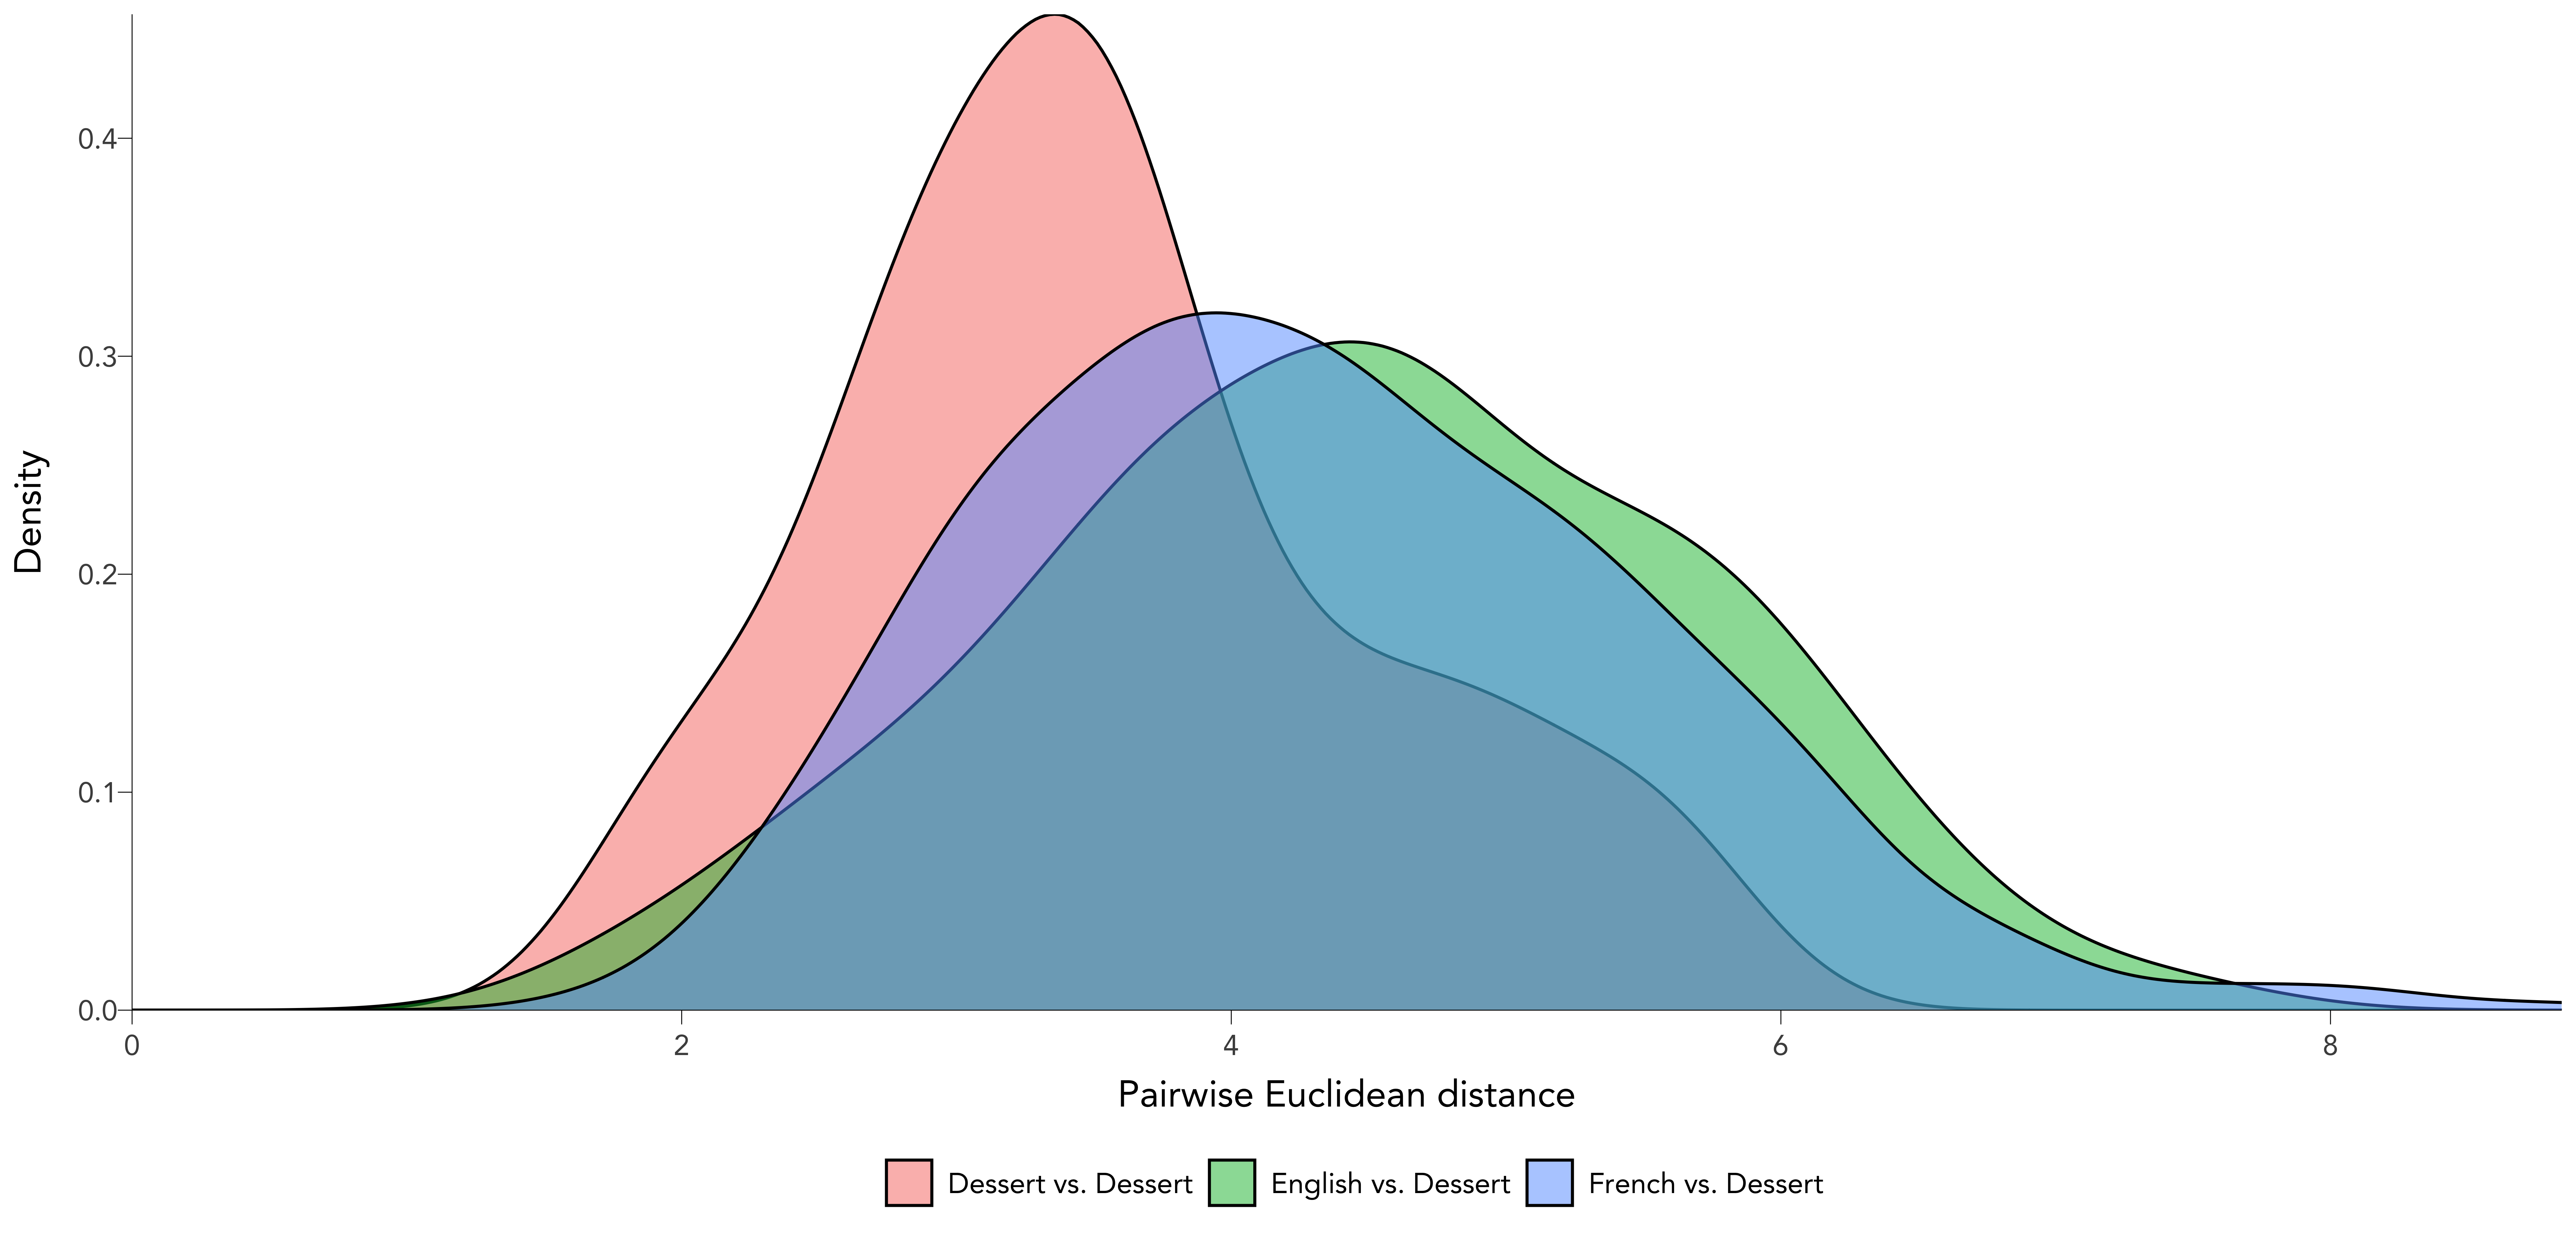 Density
0.4
0.3
0.2
0.1
0.0
0 2 4 6 8
Pairwise Euclidean distance
Dessert vs. Dessert English vs. Dessert French vs. Dessert